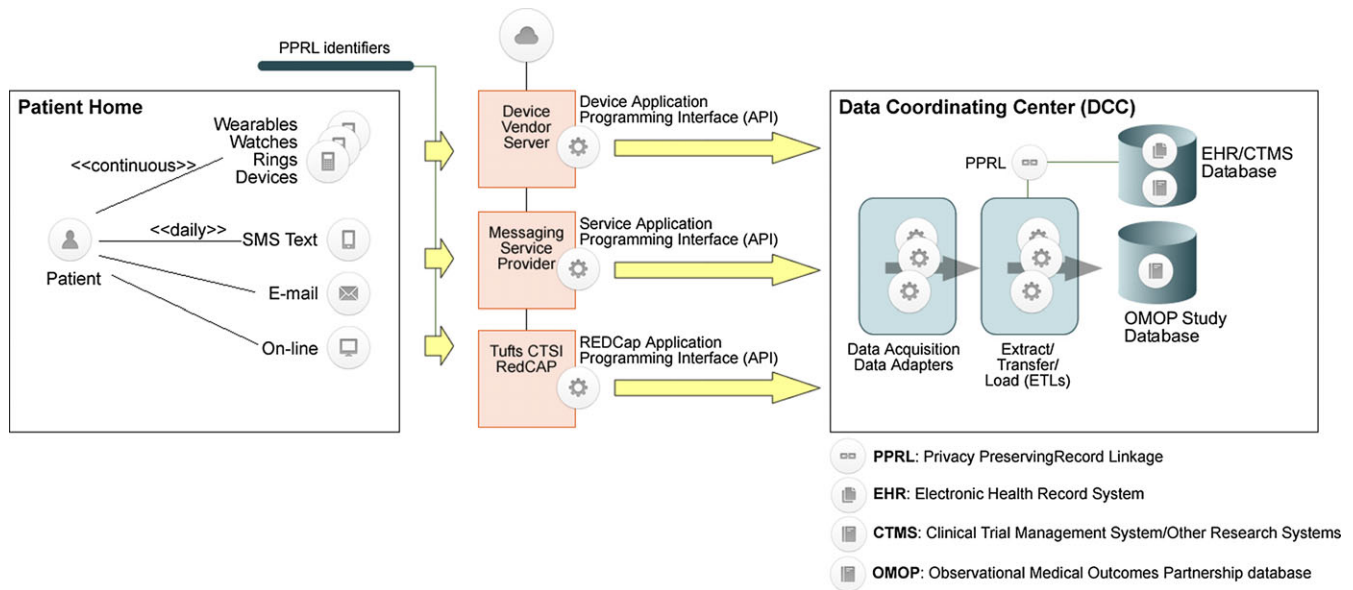 PPRL identifiers
Patient Home
Wearables
Watches
Rings
Devices
<<continuous>>
<<daily>>
SMS Text
Patient
E-mail
On-line
Device
Vendor
Server
Device Application
Programming Interface (API)
Messaging
Service
Provider
Service Application
Programming Interface (API)
Tufts CTSI
RedCAP
REDCap Application
Programming Interface (API)
Data Coordinating Center (DCC)
PPRL
EHR/CTMS
Database
OMOP Study
Database
Data Acquisition
Data Adapters
Extract/
Transfer/
Load (ETLs)
PPRL: Privacy PreservingRecord Linkage
EHR: Electronic Health Record System
CTMS: Clinical Trial Management System/Other Research Systems
OMOP: Observational Medical Outcomes Partnership database